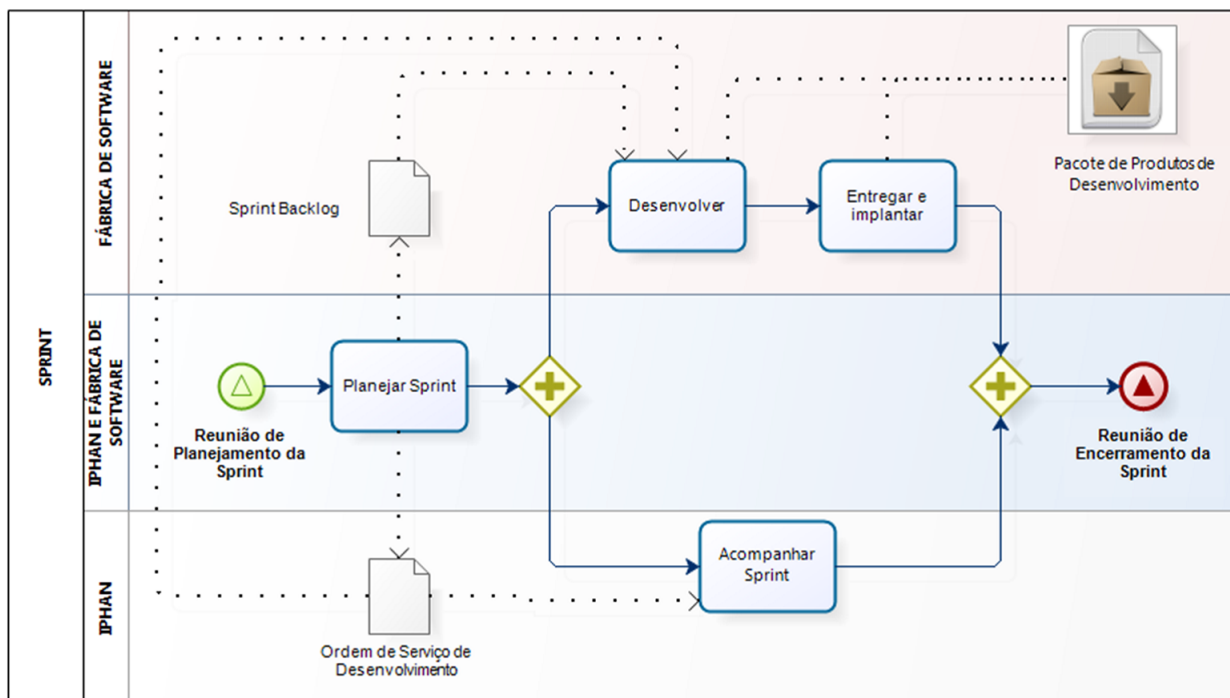 SPRINT
FÁBRICA DE SOFTWARE
Sprint Backlog
Desenvolver
Entregar e
implantar
Pacote de Produtos de
Desenvolvimento
IPHAN E FÁBRICA DE
SOFTWARE
Reunião de
Planejamento da
Sprint
Planejar Sprint
Reunião de
Encerramento da
Sprint
IPHAN
Ordem de Serviço de
Desenvolvimento
Acompanhar
Sprint